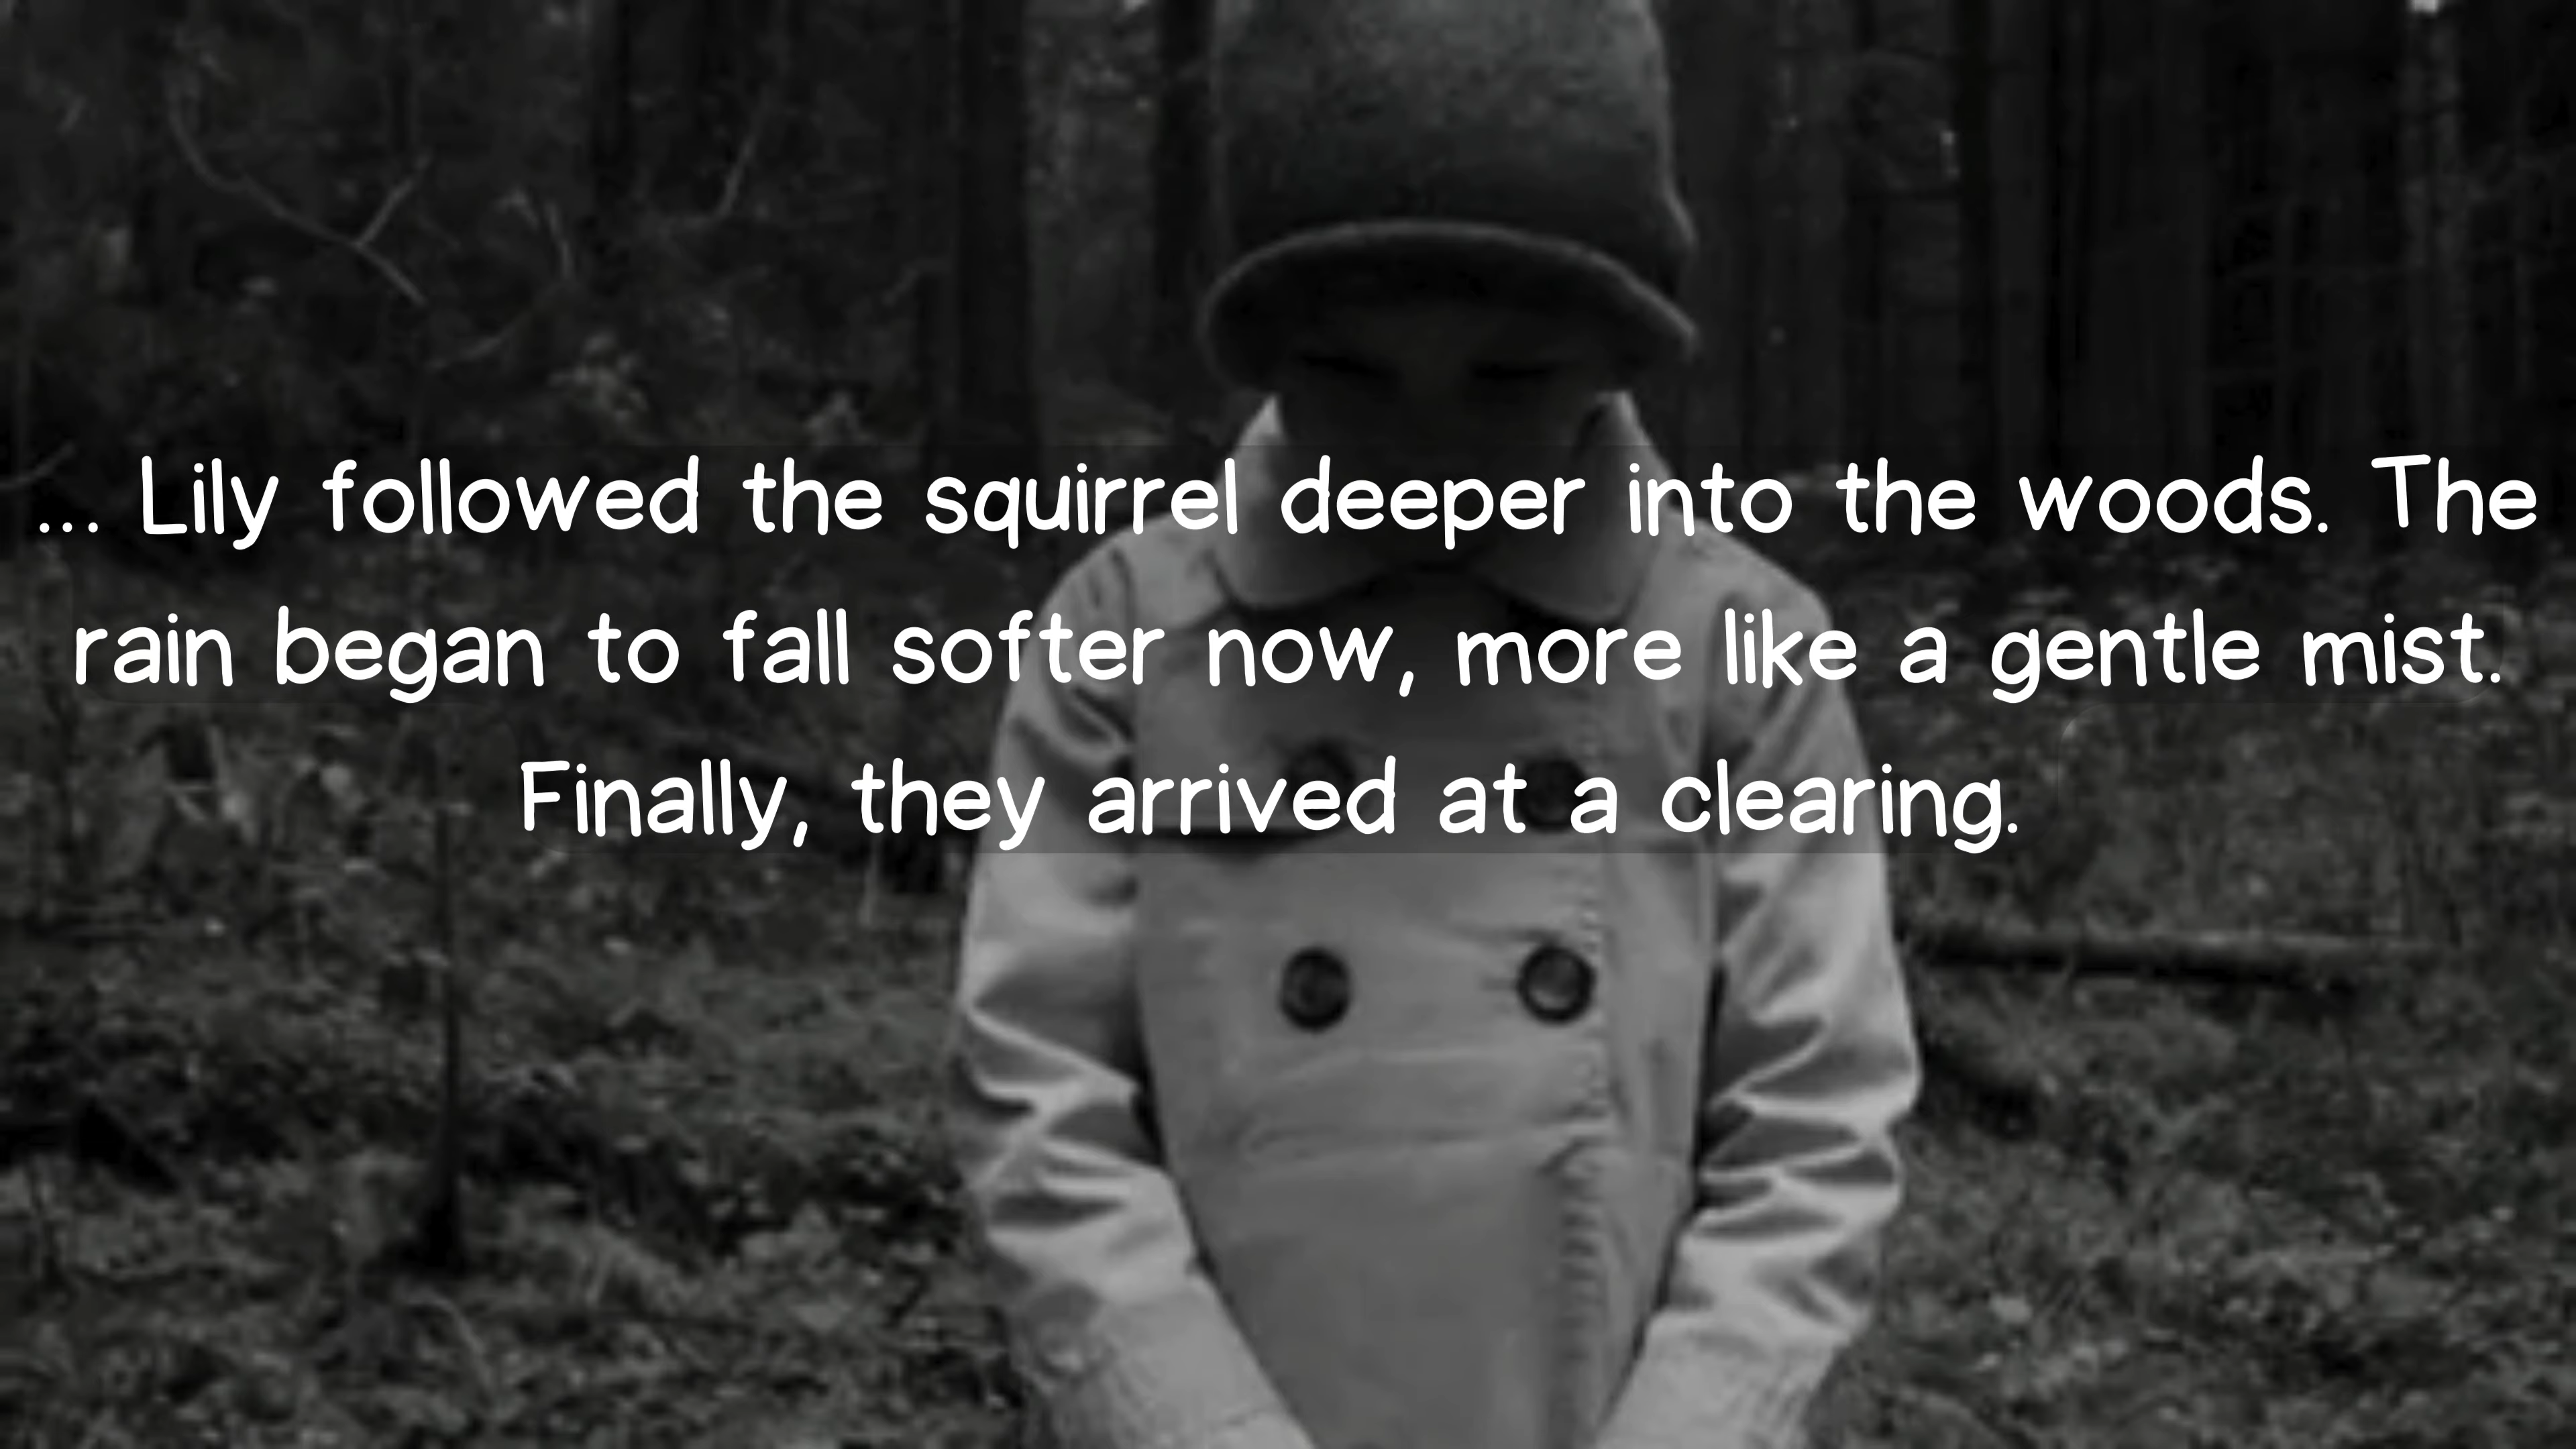 ... Lily followed the squirrel deeper into the woods. The
rain began to fall softer now, more like a gentle mist.
Finally, they arrived at a clearing.